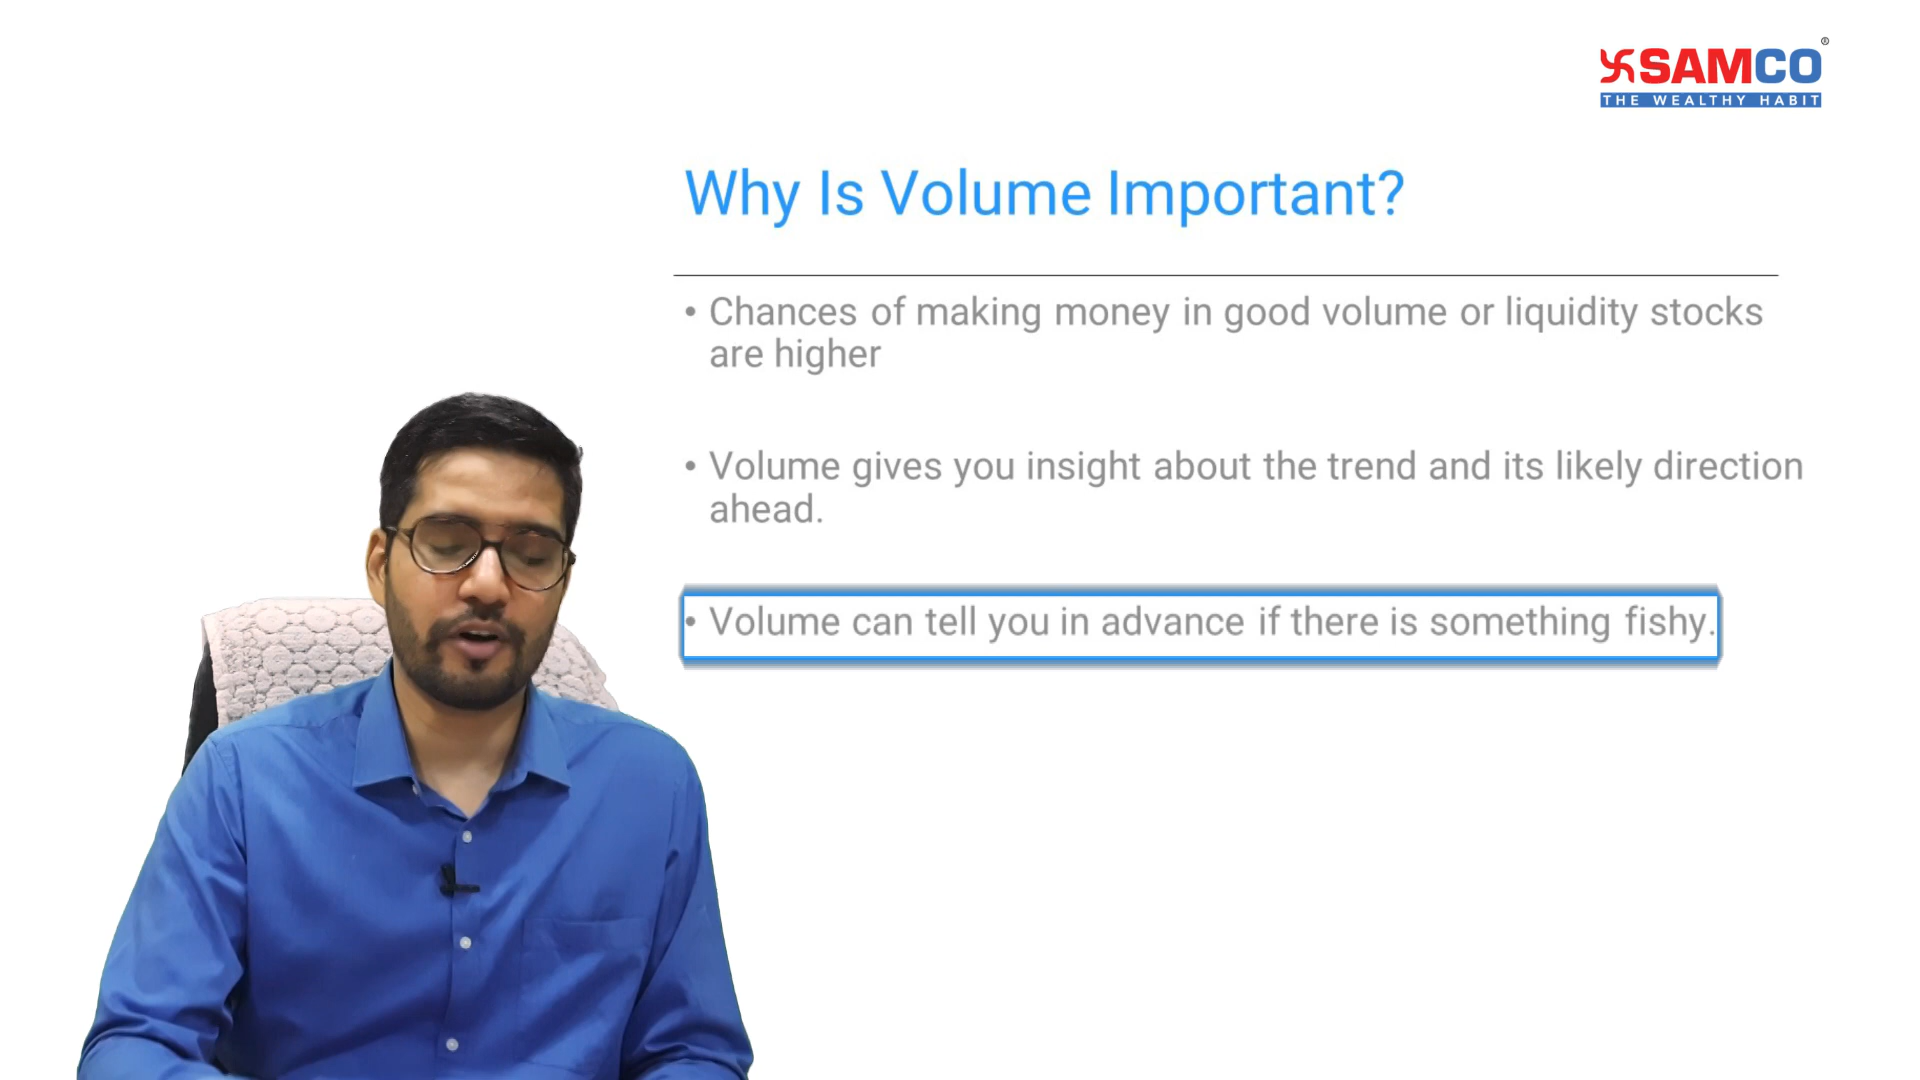 SAMCO®
THE WEALTHY HABIT
Why Is Volume Important?
• Chances of making money in good volume or liquidity stocks
are higher
• Volume gives you insight about the trend and its likely direction
ahead.
• Volume can tell you in advance if there is something fishy.